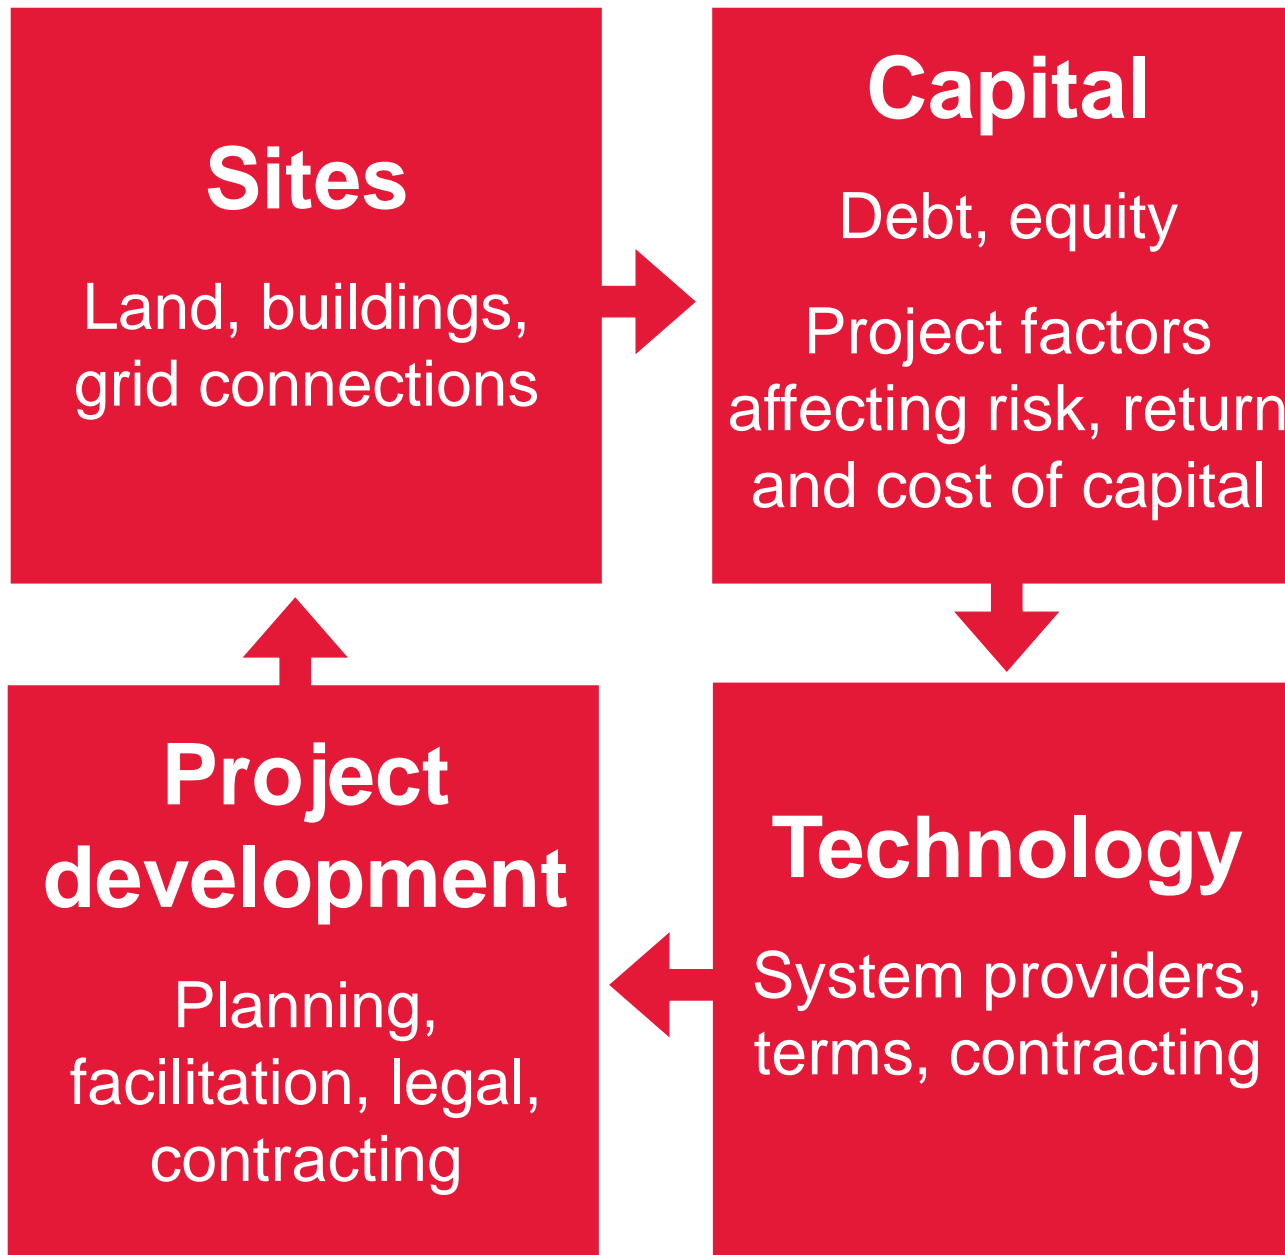 Sites
Land, buildings,
grid connections
Capital
Debt, equity
Project factors
affecting risk, return
and cost of capital
Project
development
Planning,
facilitation, legal,
contracting
Technology
System providers,
terms, contracting